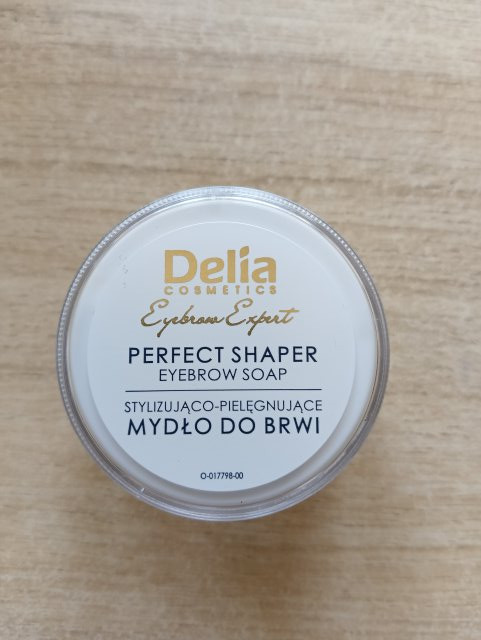 Delia
COSMETICS
Eyebrow Expert
PERFECT SHAPER
EYEBROW SOAP
STYLIZUJĄCO-PIELĘGNUJĄCE
MYDŁO DO BRWI
O-017798-00